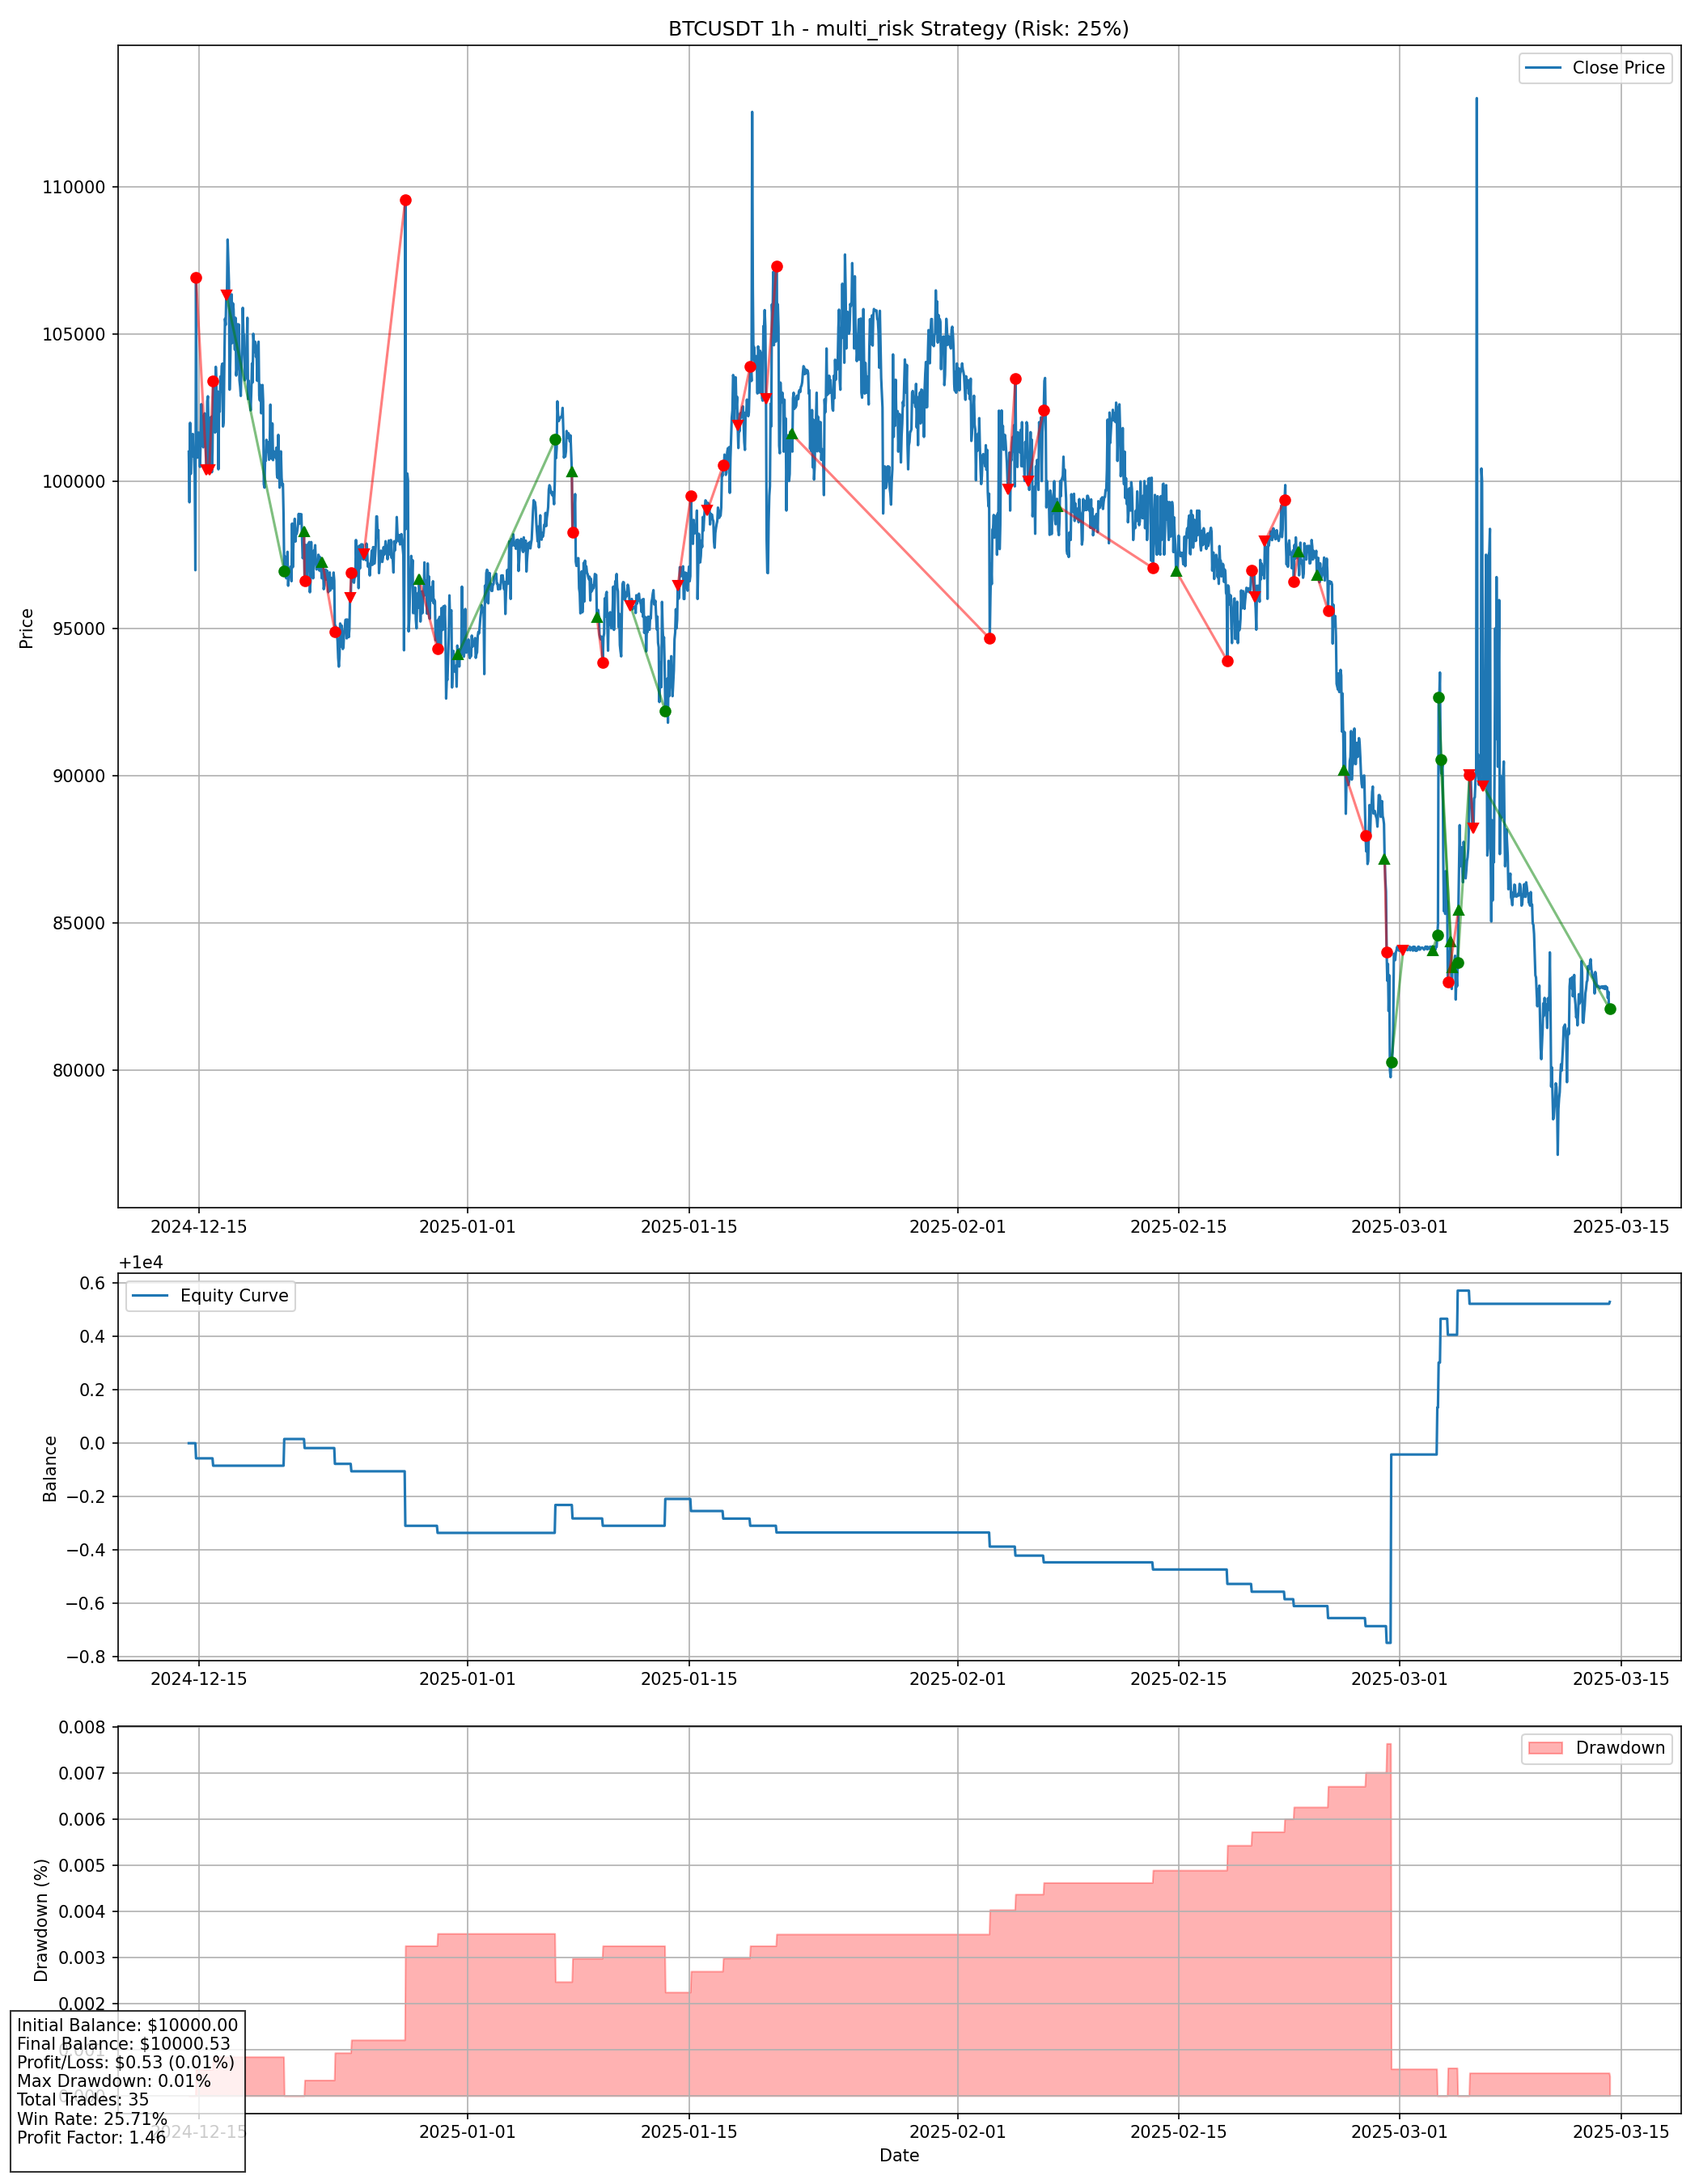 BTCUSDT 1h - multi_risk Strategy (Risk: 25%)
Close Price
Price
110000
105000
100000
95000
90000
85000
80000
2024-12-15
2025-01-01
2025-01-15
2025-02-01
2025-02-15
2025-03-01
2025-03-15
+1e4
Equity Curve
Balance
0.6
0.4
0.2
0.0
−0.2
−0.4
−0.6
−0.8
2024-12-15
2025-01-01
2025-01-15
2025-02-01
2025-02-15
2025-03-01
2025-03-15
Drawdown
Drawdown (%)
0.008
0.007
0.006
0.005
0.004
0.003
0.002
0.001
0.000
Initial Balance: $10000.00
Final Balance: $10000.53
Profit/Loss: $0.53 (0.01%)
Max Drawdown: 0.01%
Total Trades: 35
Win Rate: 25.71%
Profit Factor: 1.46
2024-12-15
2025-01-01
2025-01-15
2025-02-01
2025-02-15
2025-03-01
2025-03-15
Date